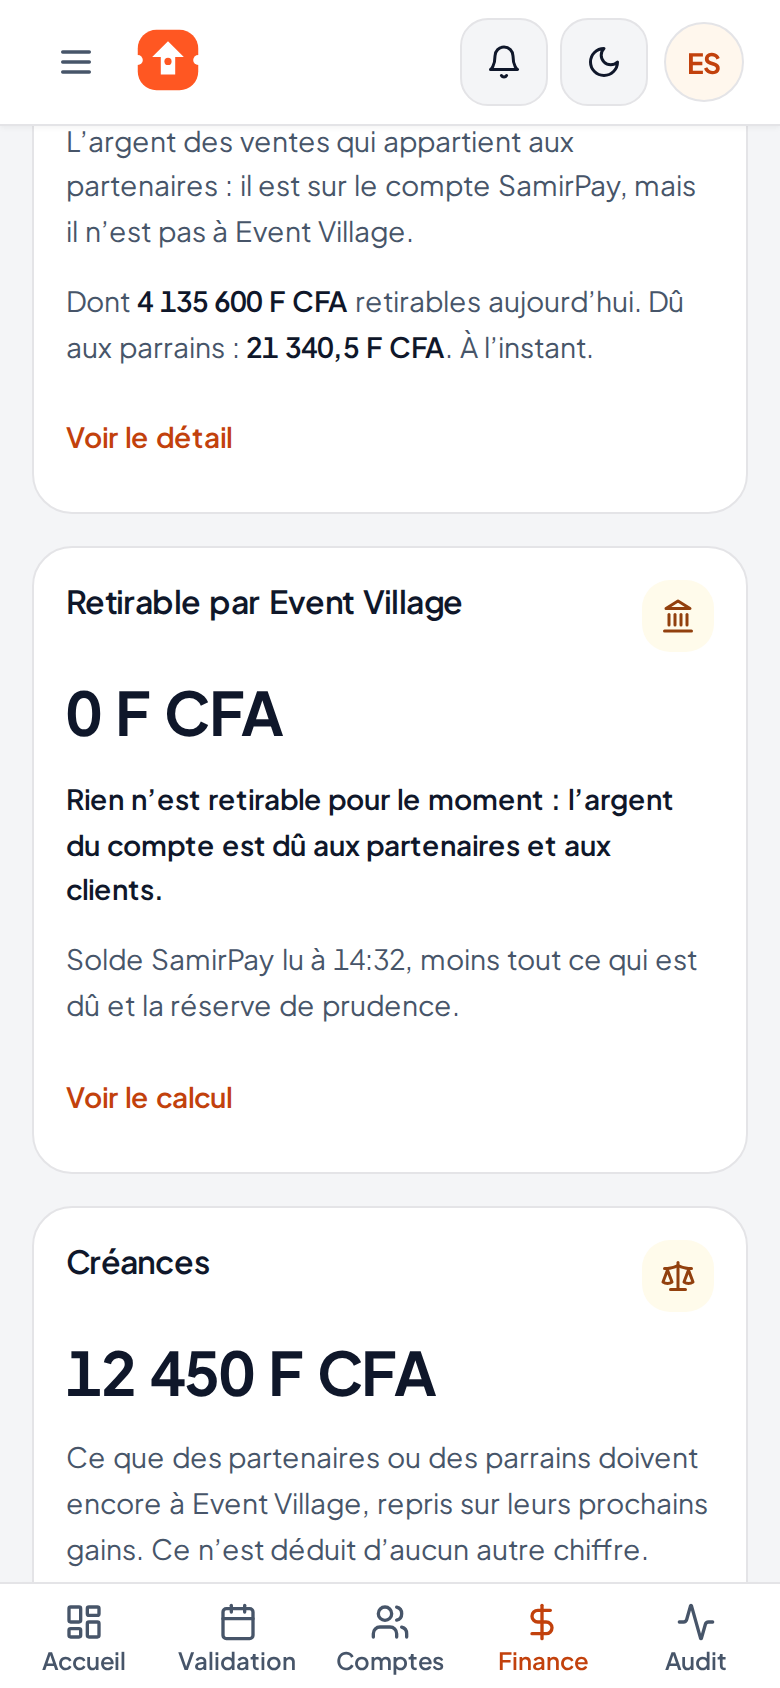 ES
L’argent des ventes qui appartient aux
partenaires : il est sur le compte SamirPay, mais
il n’est pas à Event Village.
Dont 4 135 600 F CFA retirables aujourd’hui. Dû
aux parrains : 21 340,5 F CFA. À l’instant.
Voir le détail
Retirable par Event Village
0 F CFA
Rien n’est retirable pour le moment : l’argent
du compte est dû aux partenaires et aux
clients.
Solde SamirPay lu à 14:32, moins tout ce qui est
dû et la réserve de prudence.
Voir le calcul
Créances
12 450 F CFA
Ce que des partenaires ou des parrains doivent
encore à Event Village, repris sur leurs prochains
gains. Ce n’est déduit d’aucun autre chiffre.
Accueil
Validation
Comptes
Finance
Audit